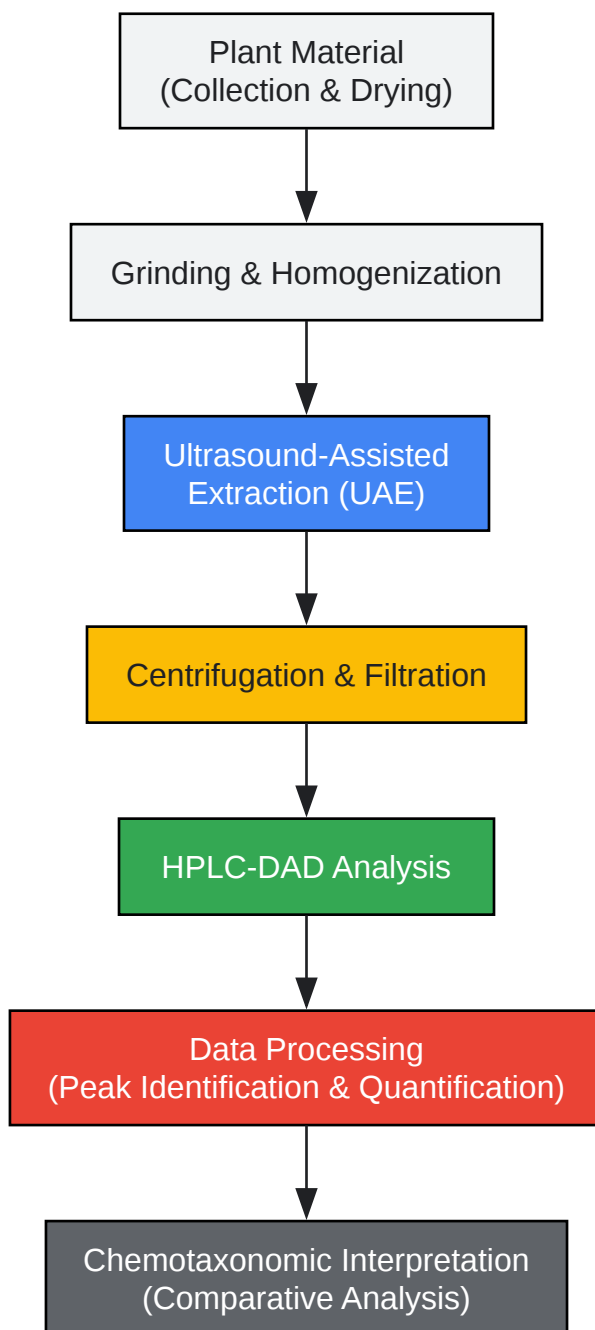 Plant Material
(Collection & Drying)
Grinding & Homogenization
Ultrasound-Assisted
Extraction (UAE)
Centrifugation & Filtration
HPLC-DAD Analysis
Data Processing
(Peak Identification & Quantification)
Chemotaxonomic Interpretation
(Comparative Analysis)